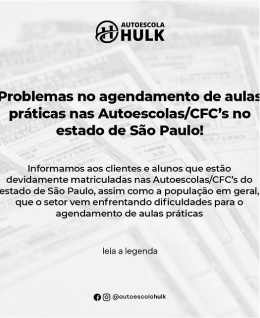 AUTOESCOLA
HULK
Problemas no agendamento de aulas
práticas nas Autoescolas/CFC's no
estado de São Paulo!
Informamos aos clientes e alunos que estão
devidamente matriculadas nas Autoescolas/CFC's do
estado de São Paulo, assim como a população em geral,
que o setor vem enfrentando dificuldades para o
agendamento de aulas práticas
leia a legenda
@autoescolahulk